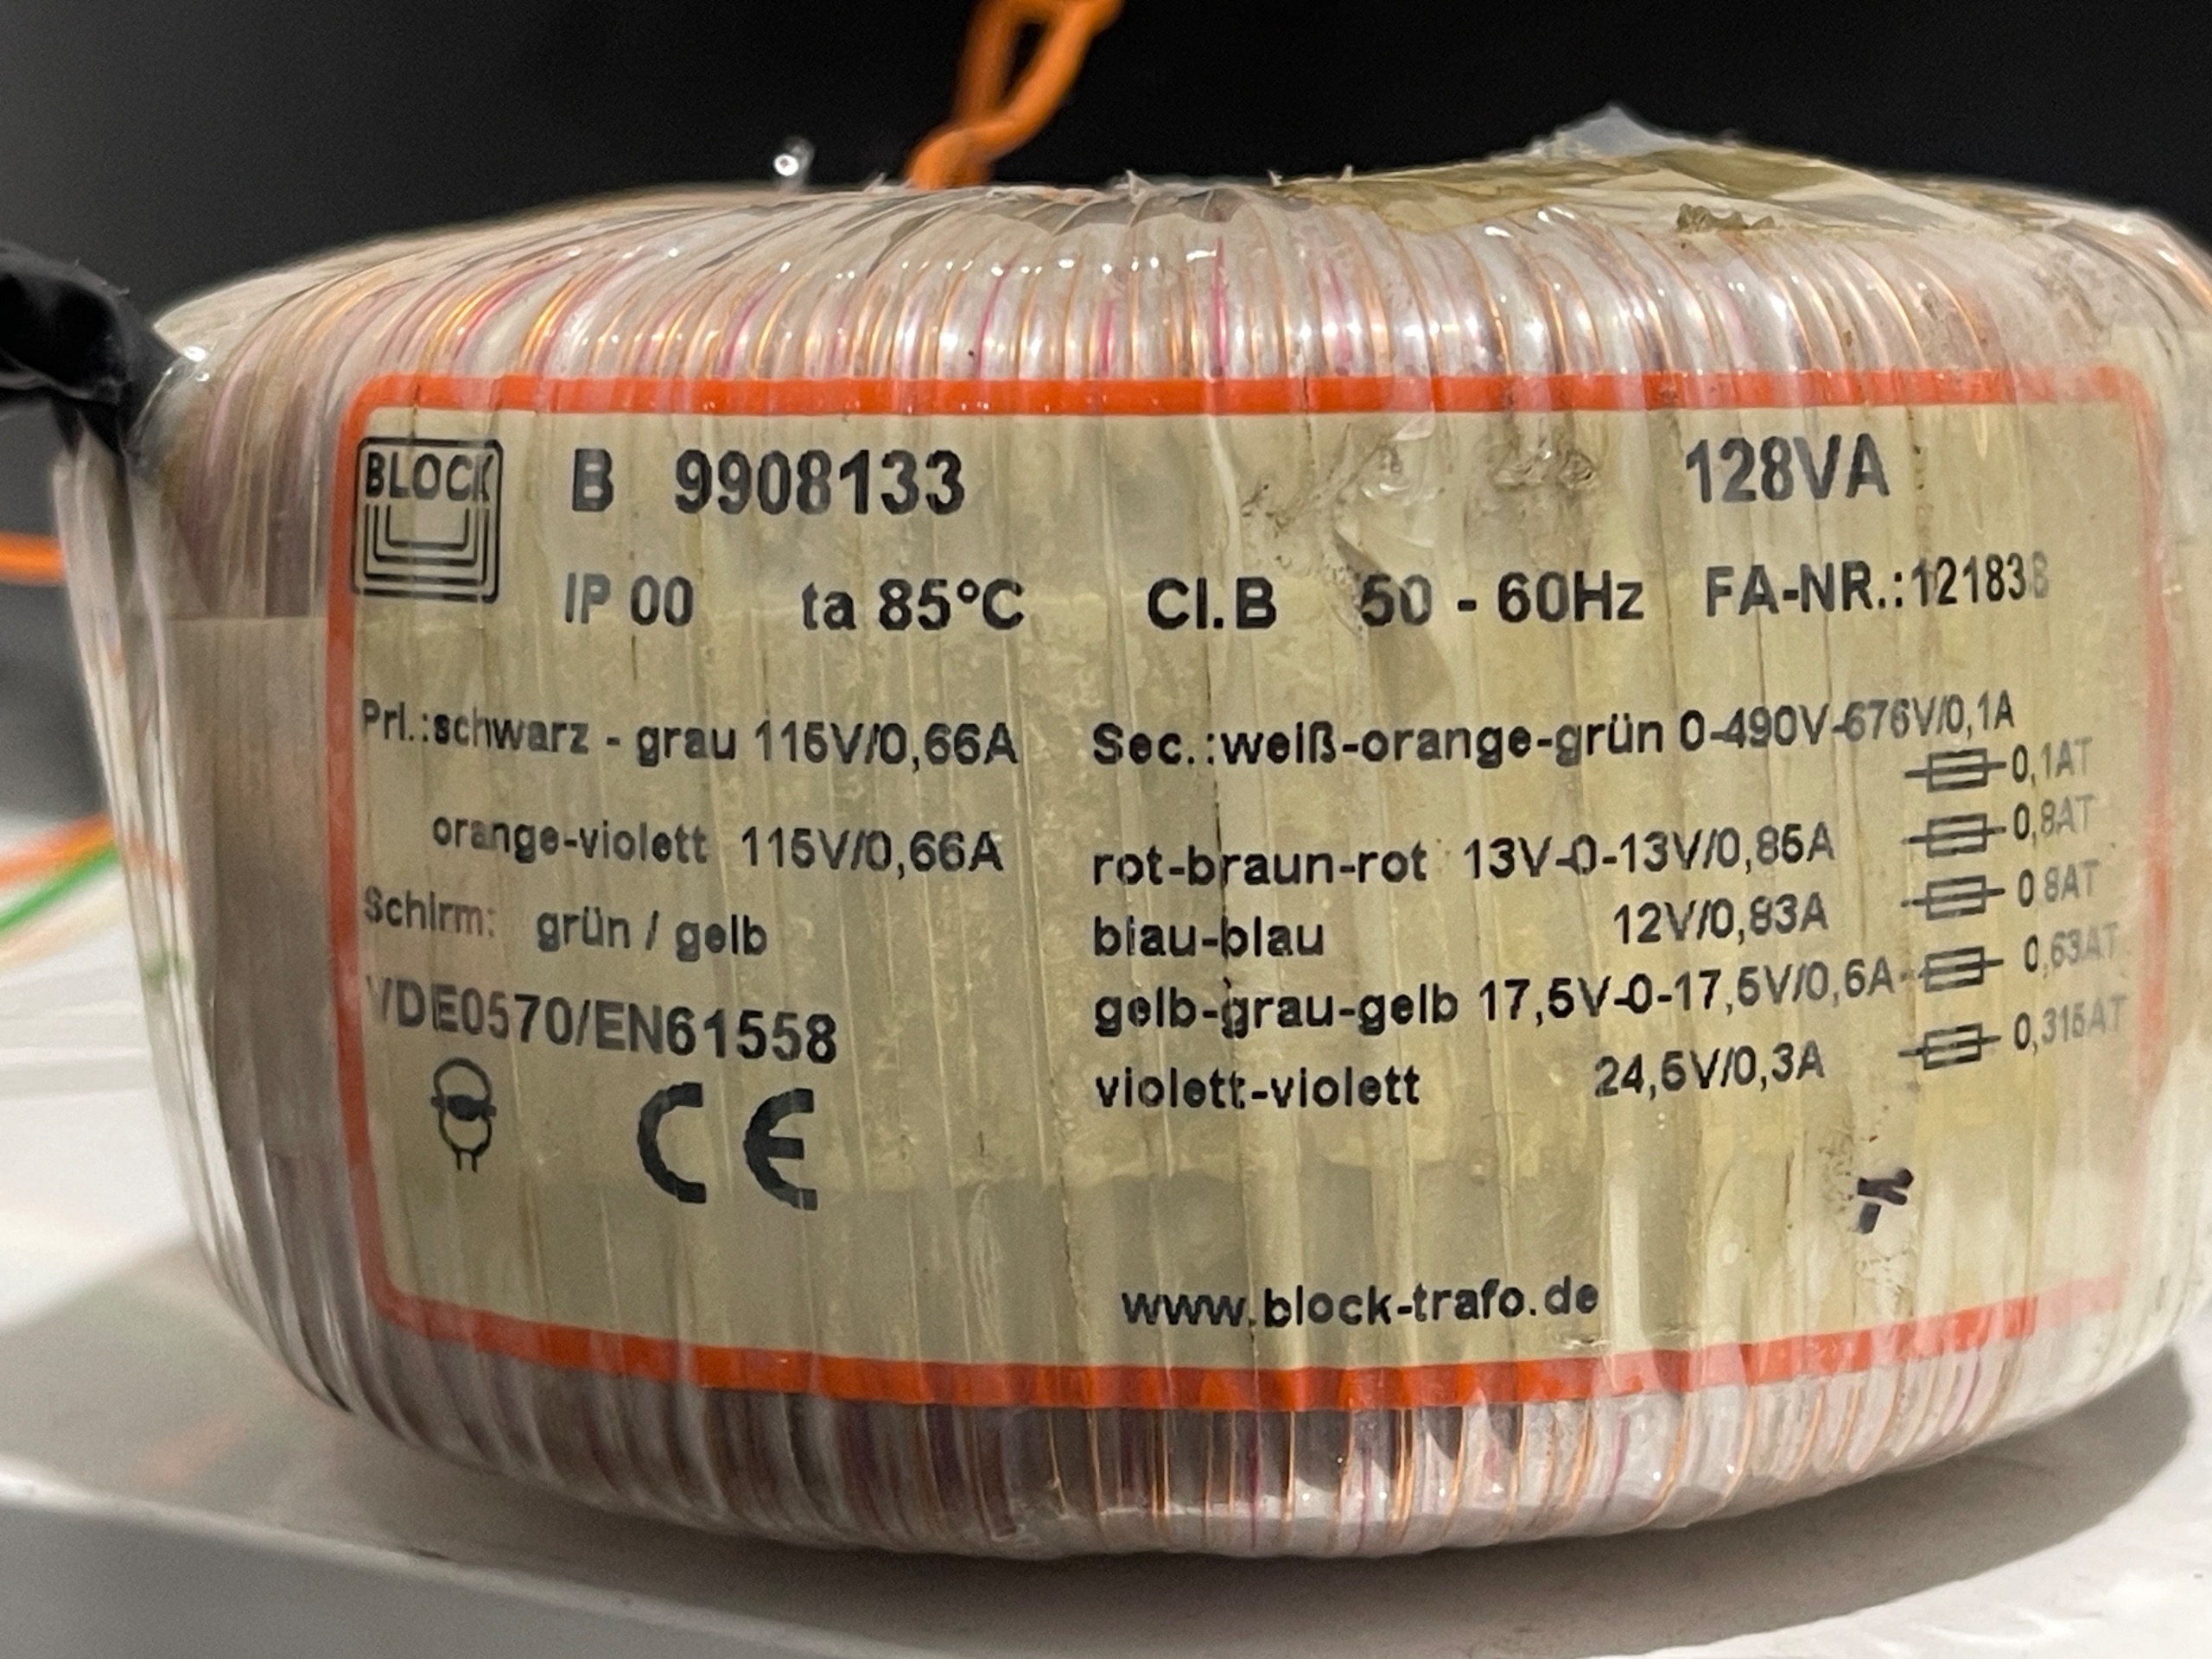 BLOCK
B 9908133 128VA
IP 00 ta 85°C Cl.B 50 - 60Hz FA-NR.:121838
Pri.:schwarz - grau 115V/0,66A
orange-violett 115V/0,66A
Schirm: grün / gelb
VDE0570/EN61558
CE
Sec.:weiß-orange-grün 0-490V-676V/0,1A
0,1AT
rot-braun-rot 13V-0-13V/0,85A 0,8AT
blau-blau 12V/0,83A 0,8AT
gelb-grau-gelb 17,5V-0-17,5V/0,6A 0,63AT
violett-violett 24,5V/0,3A 0,315AT
www.block-trafo.de